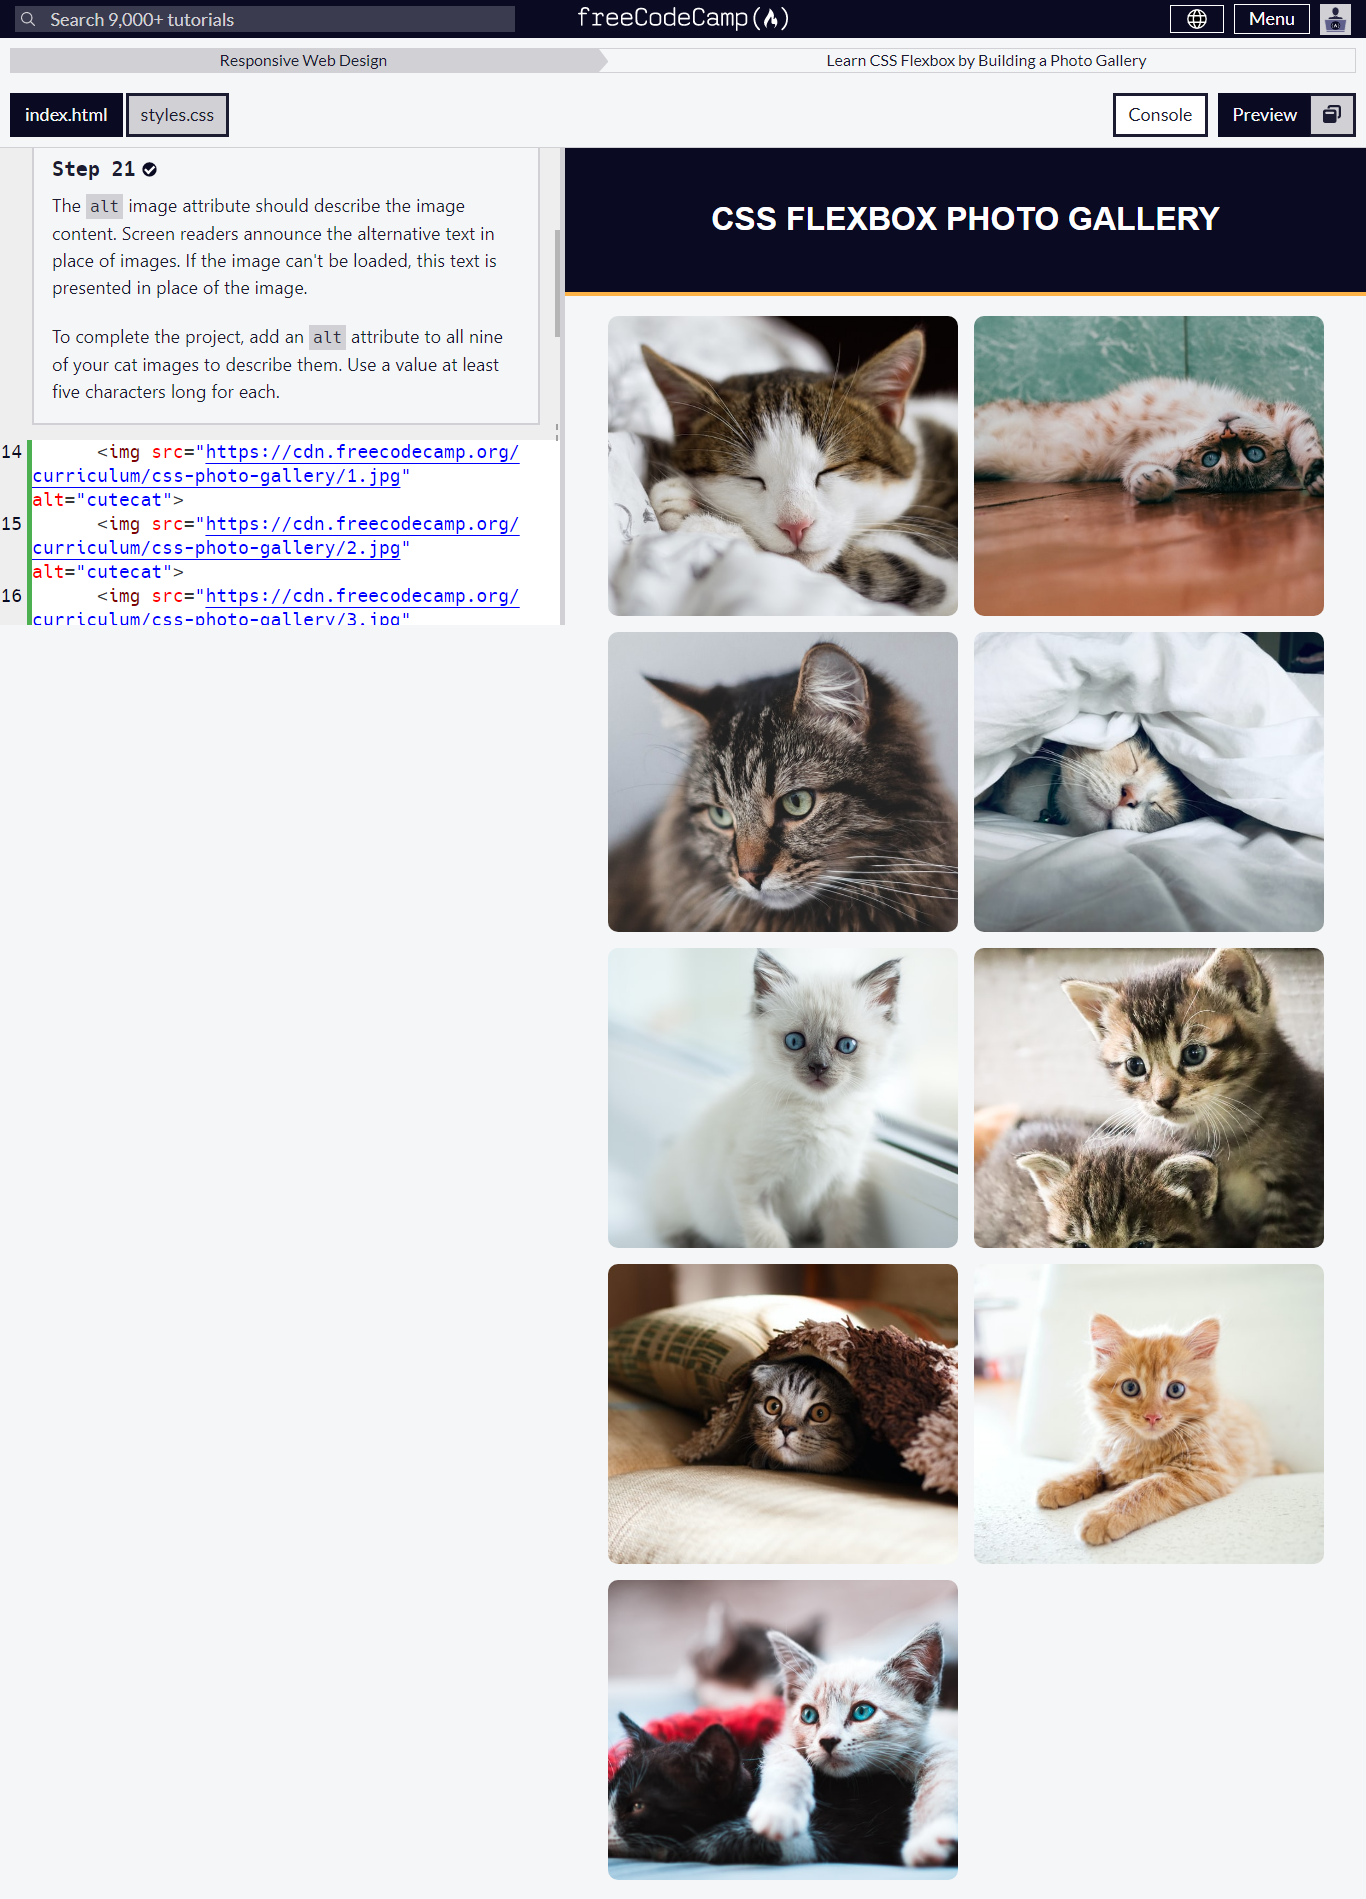 Search 9,000+ tutorials
freeCodeCamp
Menu
Responsive Web Design
Learn CSS Flexbox by Building a Photo Gallery
index.html
styles.css
Console
Preview
Step 21
The alt image attribute should describe the image
content. Screen readers announce the alternative text in
place of images. If the image can't be loaded, this text is
presented in place of the image.
To complete the project, add an alt attribute to all nine
of your cat images to describe them. Use a value at least
five characters long for each.
14 <img src="https://cdn.freecodecamp.org/
curriculum/css-photo-gallery/1.jpg"
alt="cutecat">
15 <img src="https://cdn.freecodecamp.org/
curriculum/css-photo-gallery/2.jpg"
alt="cutecat">
16 <img src="https://cdn.freecodecamp.org/
curriculum/css-photo-gallery/3.jpg"
CSS FLEXBOX PHOTO GALLERY